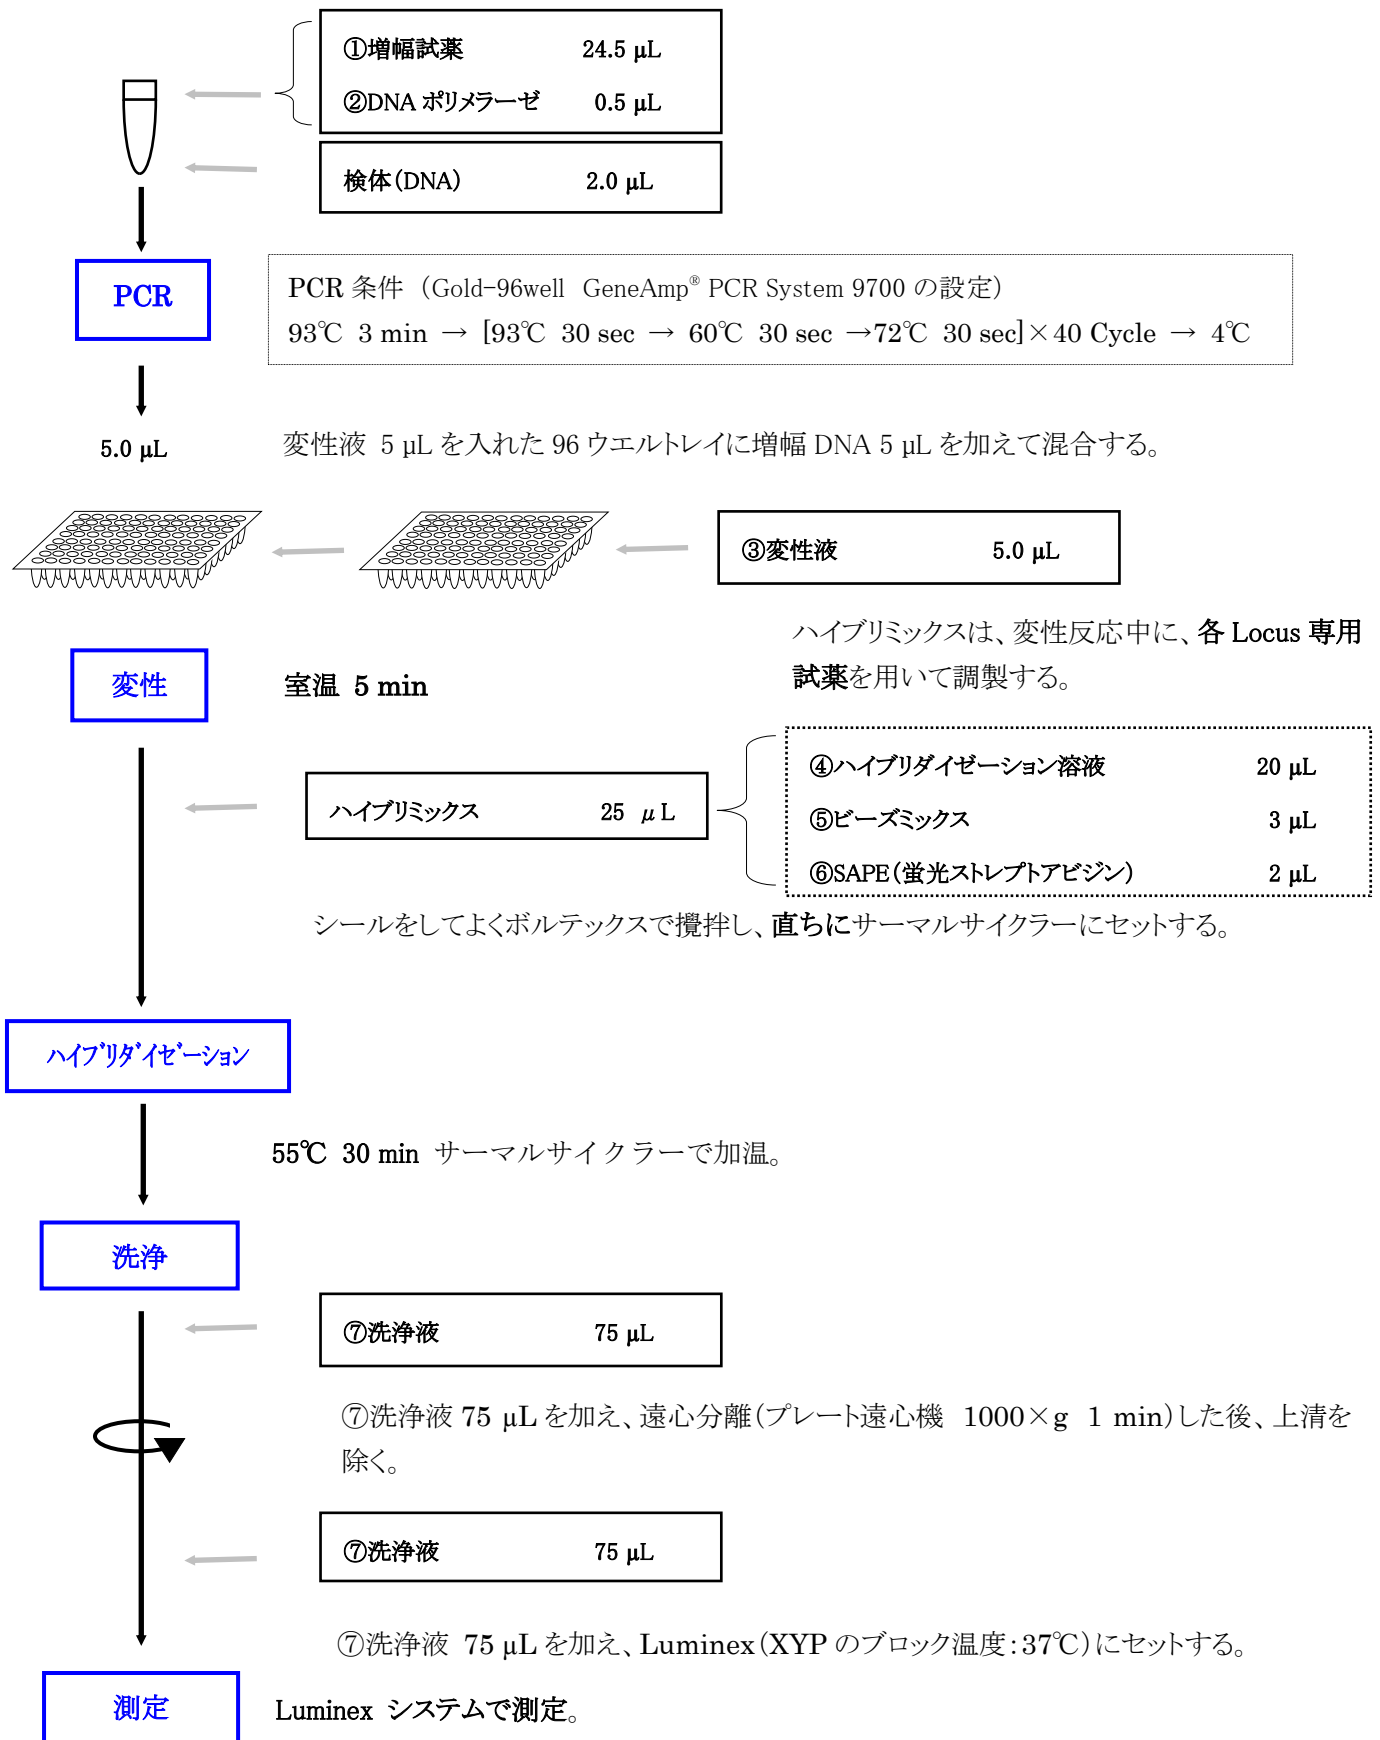 ①増幅試薬 24.5 μL
②DNA ポリメラーゼ 0.5 μL
検体(DNA) 2.0 μL
PCR
PCR 条件 (Gold-96well GeneAmp® PCR System 9700 の設定)
93℃ 3 min → [93℃ 30 sec → 60℃ 30 sec →72℃ 30 sec]×40 Cycle → 4℃
5.0 μL
変性液 5 μL を入れた 96 ウエルトレイに増幅 DNA 5 μL を加えて混合する。
③変性液 5.0 μL
ハイブリミックスは、変性反応中に、各 Locus 専用
試薬を用いて調製する。
変性
室温 5 min
④ハイブリダイゼーション溶液 20 μL
ハイブリミックス 25 μL
⑤ビーズミックス 3 μL
⑥SAPE(蛍光ストレプトアビジン) 2 μL
シールをしてよくボルテックスで攪拌し、直ちにサーマルサイクラーにセットする。
ハイブリダイゼーション
55℃ 30 min サーマルサイクラーで加温。
洗浄
⑦洗浄液 75 μL
⑦洗浄液 75 μL を加え、遠心分離(プレート遠心機 1000×g 1 min)した後、上清を
除く。
⑦洗浄液 75 μL
⑦洗浄液 75 μL を加え、Luminex(XYP のブロック温度:37℃)にセットする。
測定
Luminex システムで測定。